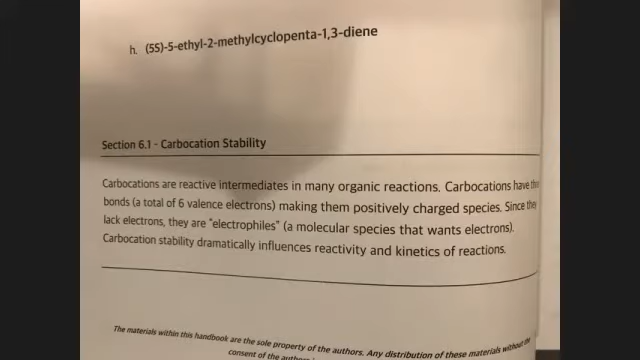 h. (5S)-5-ethyl-2-methylcyclopenta-1,3-diene
Section 6.1 - Carbocation Stability
Carbocations are reactive intermediates in many organic reactions. Carbocations have
bonds (a total of 6 valence electrons) making them positively charged species. Since they
lack electrons, they are "electrophiles" (a molecular species that wants electrons).
Carbocation stability dramatically influences reactivity and kinetics of reactions.
The materials within this handbook are the sole property of the authors. Any distribution of these materials without the
consent of the authors